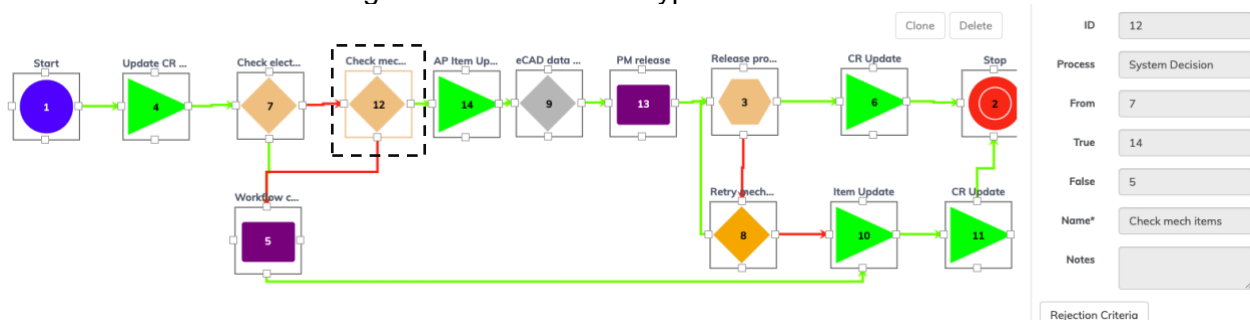 Clone
Delete
Start
Update CR ...
Check elect...
Check mec...
AP Item Up...
eCAD data ...
PM release
Release pro...
CR Update
Stop
1
4
7
12
14
9
13
3
6
2
Workflow c...
Retry mech...
Item Update
CR Update
5
8
10
11
ID
12
Process
System Decision
From
7
True
14
False
5
Name*
Check mech items
Notes
Rejection Criteria